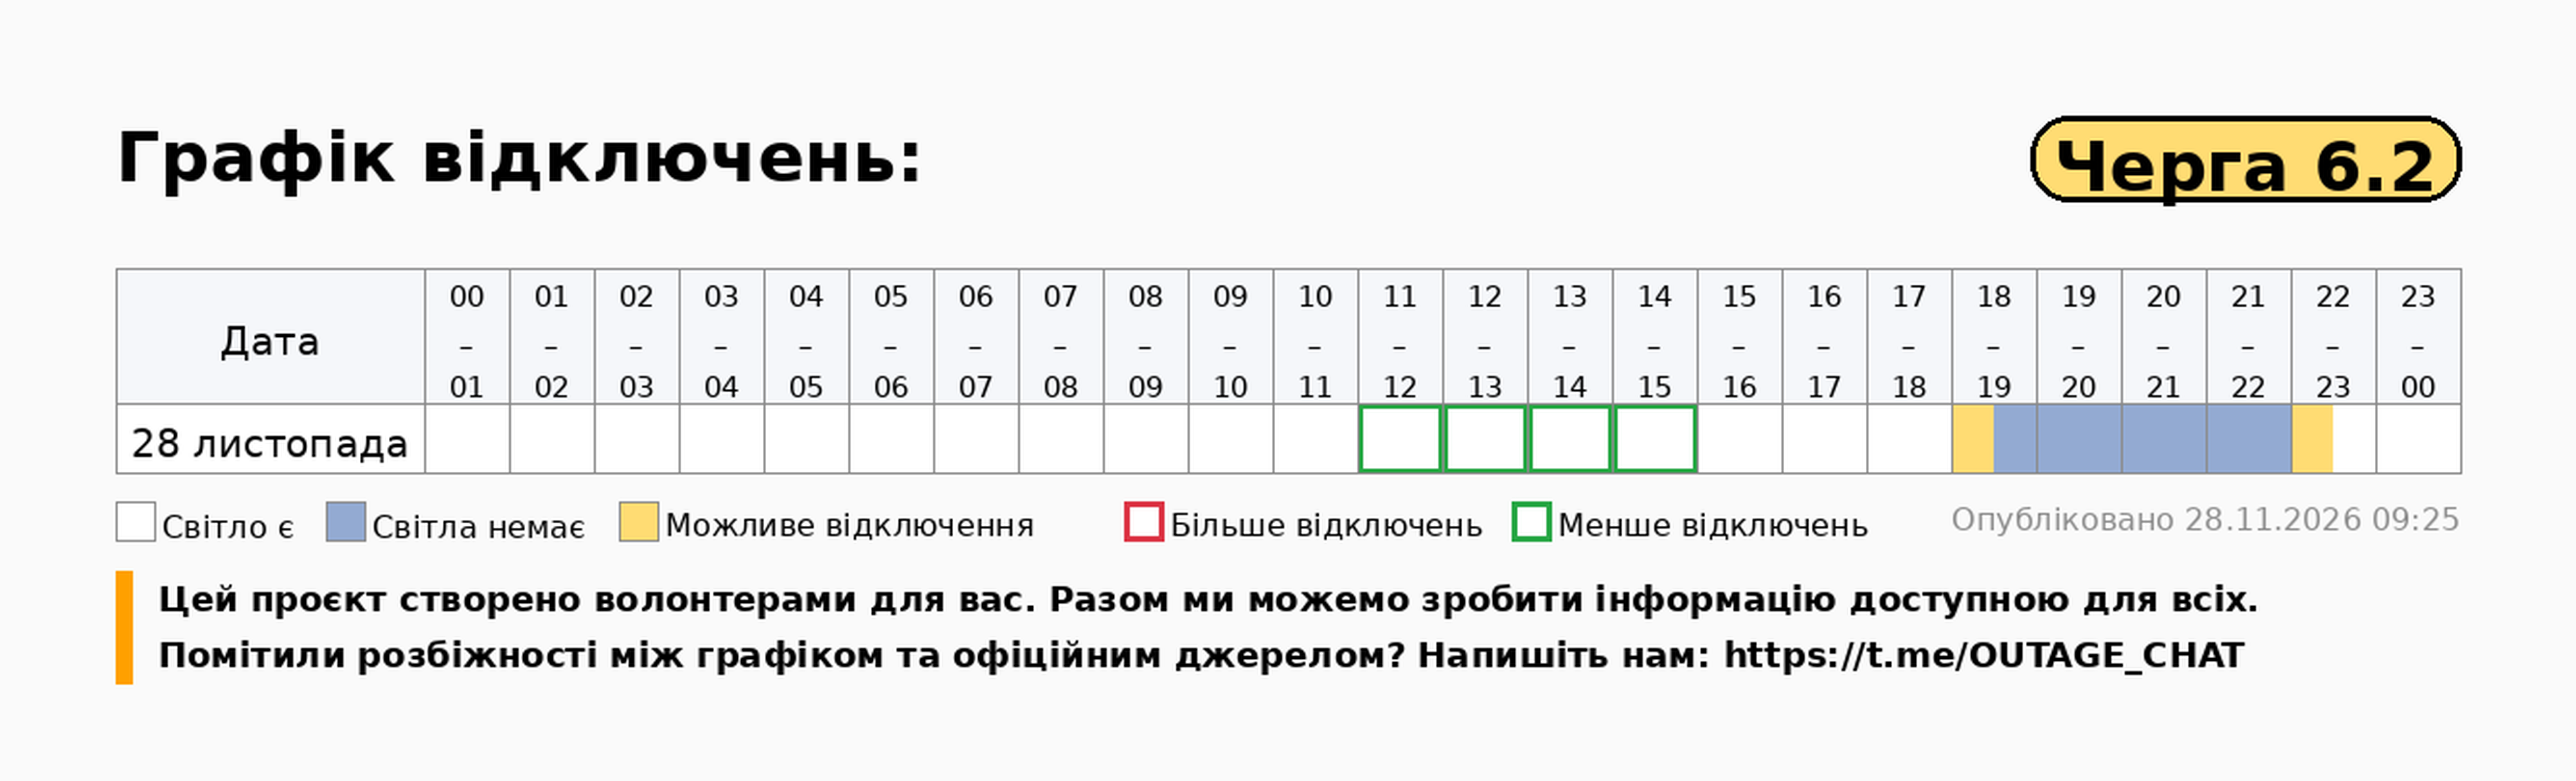 Графік відключень:
Черга 6.2
Дата 00 – 01 01 – 02 02 – 03 03 – 04 04 – 05 05 – 06 06 – 07 07 – 08 08 – 09 09 – 10 10 – 11 11 – 12 12 – 13 13 – 14 14 – 15 15 – 16 16 – 17 17 – 18 18 – 19 19 – 20 20 – 21 21 – 22 22 – 23 23 – 00
28 листопада
Світло є Світла немає Можливе відключення Більше відключень Менше відключень Опубліковано 28.11.2026 09:25
Цей проєкт створено волонтерами для вас. Разом ми можемо зробити інформацію доступною для всіх.
Помітили розбіжності між графіком та офіційним джерелом? Напишіть нам: https://t.me/OUTAGE_CHAT